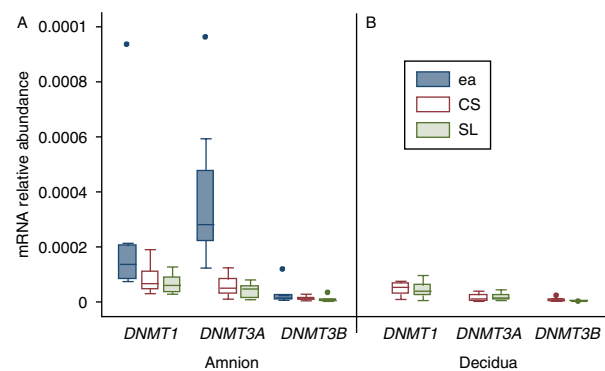 A
B
mRNA relative abundance
0.0001
0.0001
0.0006
0.0004
0.0002
0
ea
CS
SL
DNMT1 DNMT3A DNMT3B DNMT1 DNMT3A DNMT3B
Amnion Decidua